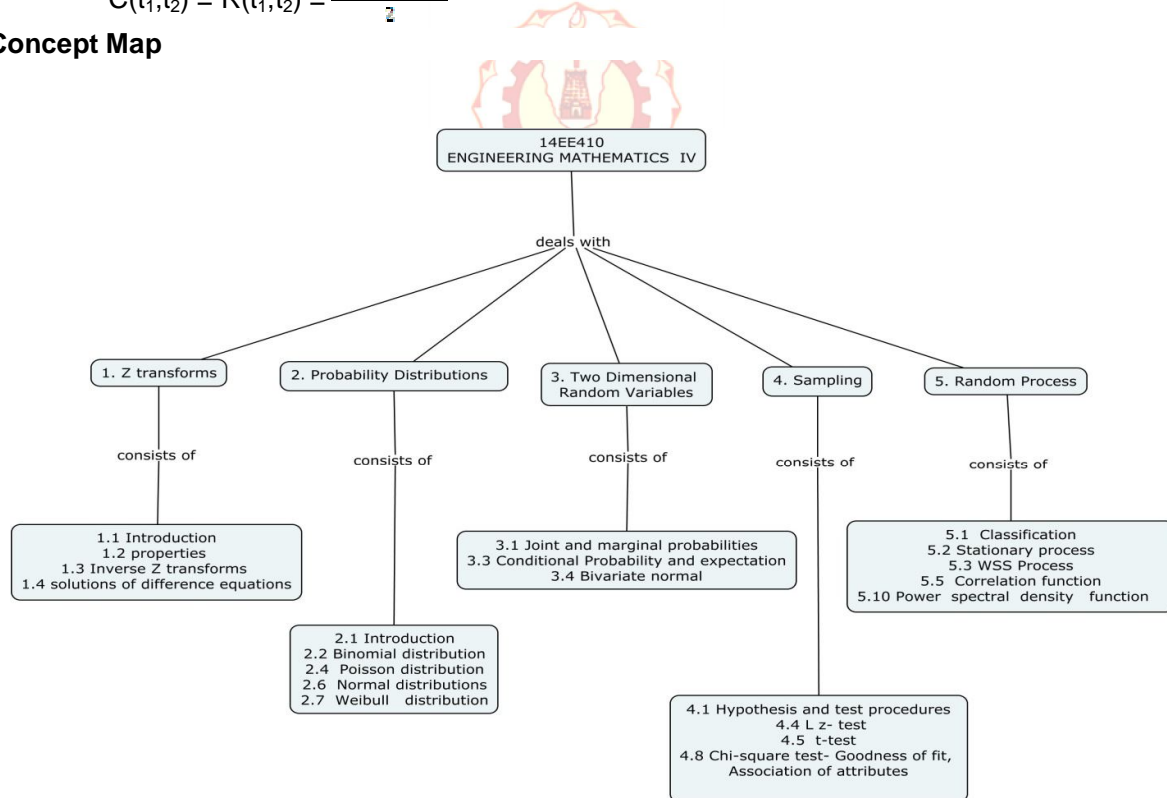 C(t1,t2) = R(t1,t2) =
2
Concept Map
14EE410
ENGINEERING MATHEMATICS IV
deals with
1. Z transforms
2. Probability Distributions
3. Two Dimensional
Random Variables
4. Sampling
5. Random Process
consists of
consists of
consists of
consists of
consists of
1.1 Introduction
1.2 properties
1.3 Inverse Z transforms
1.4 solutions of difference equations
2.1 Introduction
2.2 Binomial distribution
2.4 Poisson distribution
2.6 Normal distributions
2.7 Weibull distribution
3.1 Joint and marginal probabilities
3.3 Conditional Probability and expectation
3.4 Bivariate normal
4.1 Hypothesis and test procedures
4.4 L z- test
4.5 t-test
4.8 Chi-square test- Goodness of fit,
Association of attributes
5.1 Classification
5.2 Stationary process
5.3 WSS Process
5.5 Correlation function
5.10 Power spectral density function